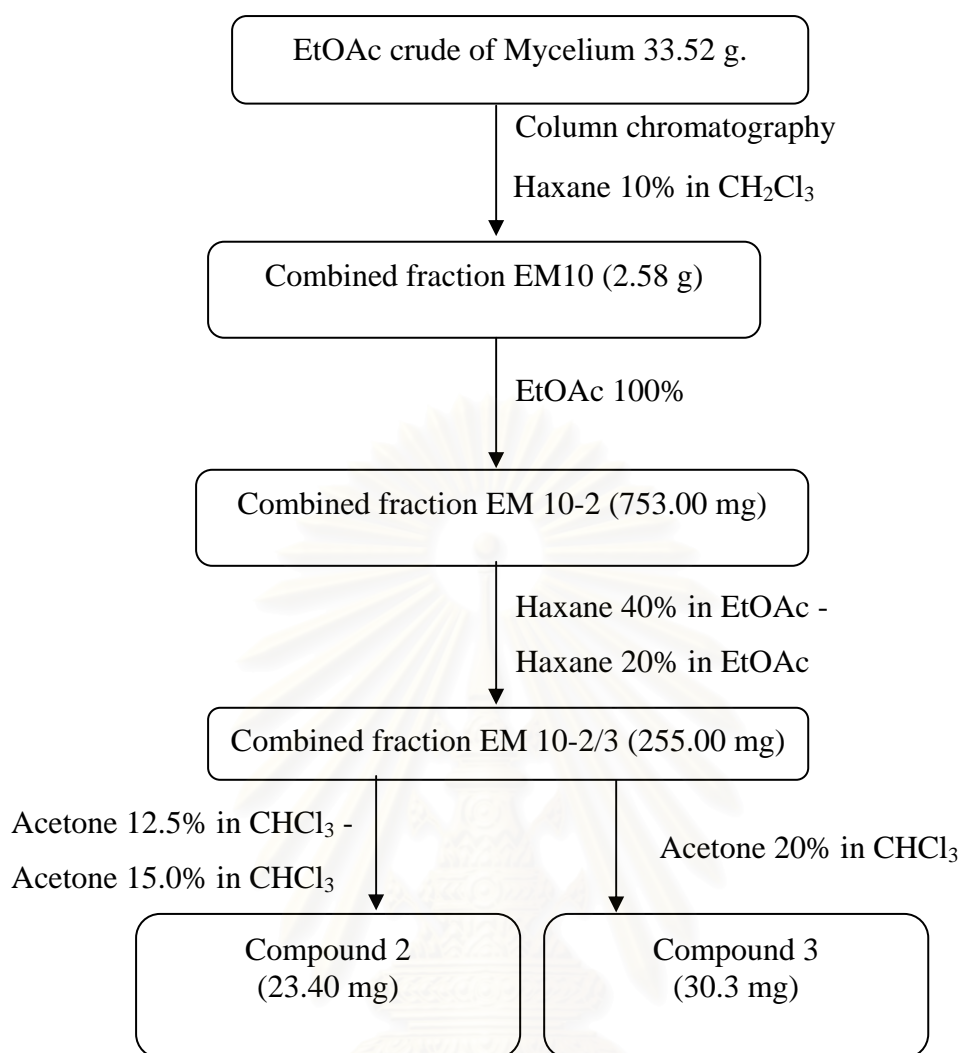 EtOAc crude of Mycelium 33.52 g.
Column chromatography
Haxane 10% in CH₂Cl₃
Combined fraction EM10 (2.58 g)
EtOAc 100%
Combined fraction EM 10-2 (753.00 mg)
Haxane 40% in EtOAc -
Haxane 20% in EtOAc
Combined fraction EM 10-2/3 (255.00 mg)
Acetone 12.5% in CHCl₃ -
Acetone 15.0% in CHCl₃
Acetone 20% in CHCl₃
Compound 2
(23.40 mg)
Compound 3
(30.3 mg)